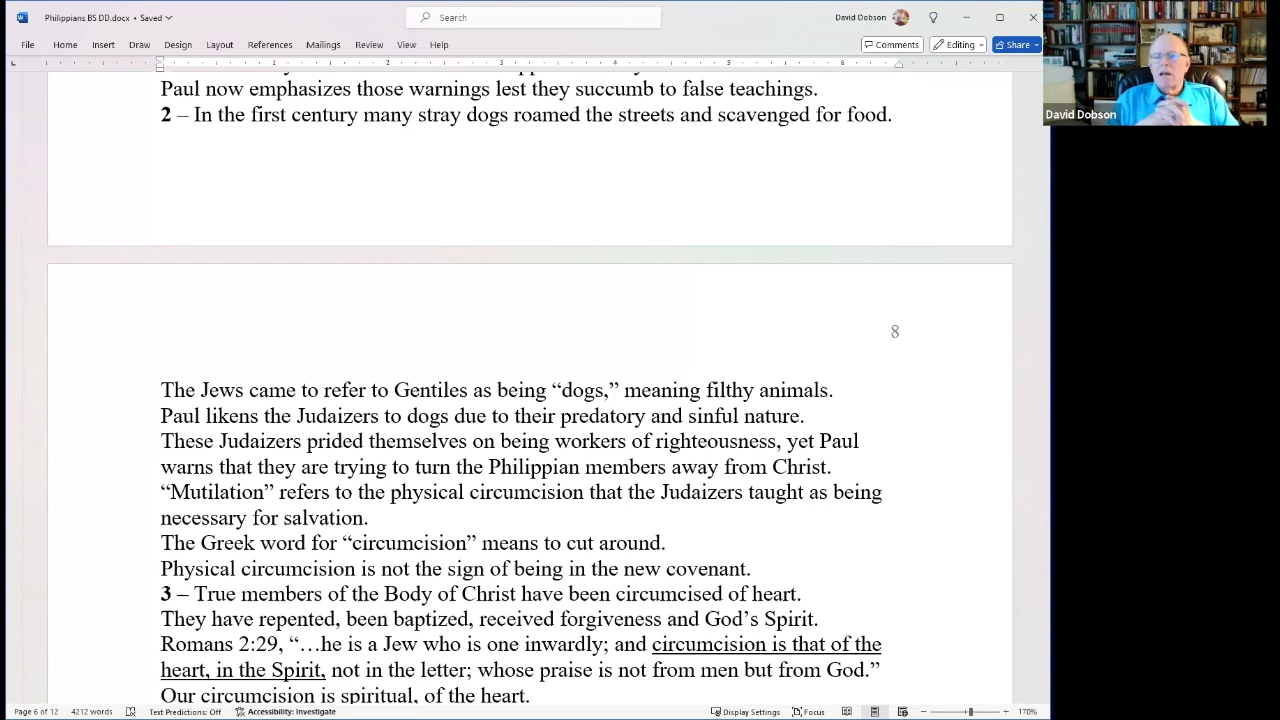 Philippians BS DD.docx • Saved
Search
David Dobson
File Home Insert Draw Design Layout References Mailings Review View Help
Comments Editing Share
1 2 3 4 5 6
Paul now emphasizes those warnings lest they succumb to false teachings.
2 – In the first century many stray dogs roamed the streets and scavenged for food.
David Dobson
8
The Jews came to refer to Gentiles as being “dogs,” meaning filthy animals.
Paul likens the Judaizers to dogs due to their predatory and sinful nature.
These Judaizers prided themselves on being workers of righteousness, yet Paul
warns that they are trying to turn the Philippian members away from Christ.
“Mutilation” refers to the physical circumcision that the Judaizers taught as being
necessary for salvation.
The Greek word for “circumcision” means to cut around.
Physical circumcision is not the sign of being in the new covenant.
3 – True members of the Body of Christ have been circumcised of heart.
They have repented, been baptized, received forgiveness and God’s Spirit.
Romans 2:29, “…he is a Jew who is one inwardly; and circumcision is that of the
heart, in the Spirit, not in the letter; whose praise is not from men but from God.”
Our circumcision is spiritual, of the heart.
Page 6 of 12 4212 words Text Predictions: Off Accessibility: Investigate Display Settings Focus 170%